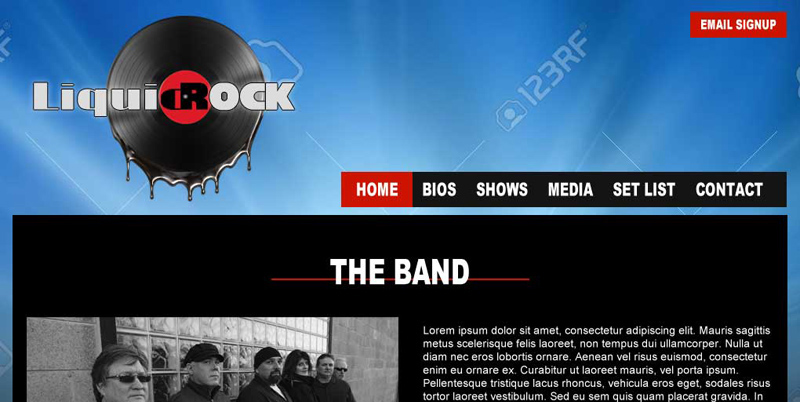 EMAIL SIGNUP
LiquidROCK
123RF
HOME BIOS SHOWS MEDIA SET LIST CONTACT
THE BAND
Lorem ipsum dolor sit amet, consectetur adipiscing elit. Mauris sagittis
metus scelerisque felis laoreet, non tempus dui ullamcorper. Nulla ut
diam nec eros lobortis ornare. Aenean vel risus euismod, consectetur
enim eu ornare ex. Curabitur ut laoreet mauris, vel porta ipsum.
Pellentesque tristique lacus rhoncus, vehicula eros eget, sodales risus
tortor laoreet vestibulum. Sed eu sem quis quam placerat gravida. In